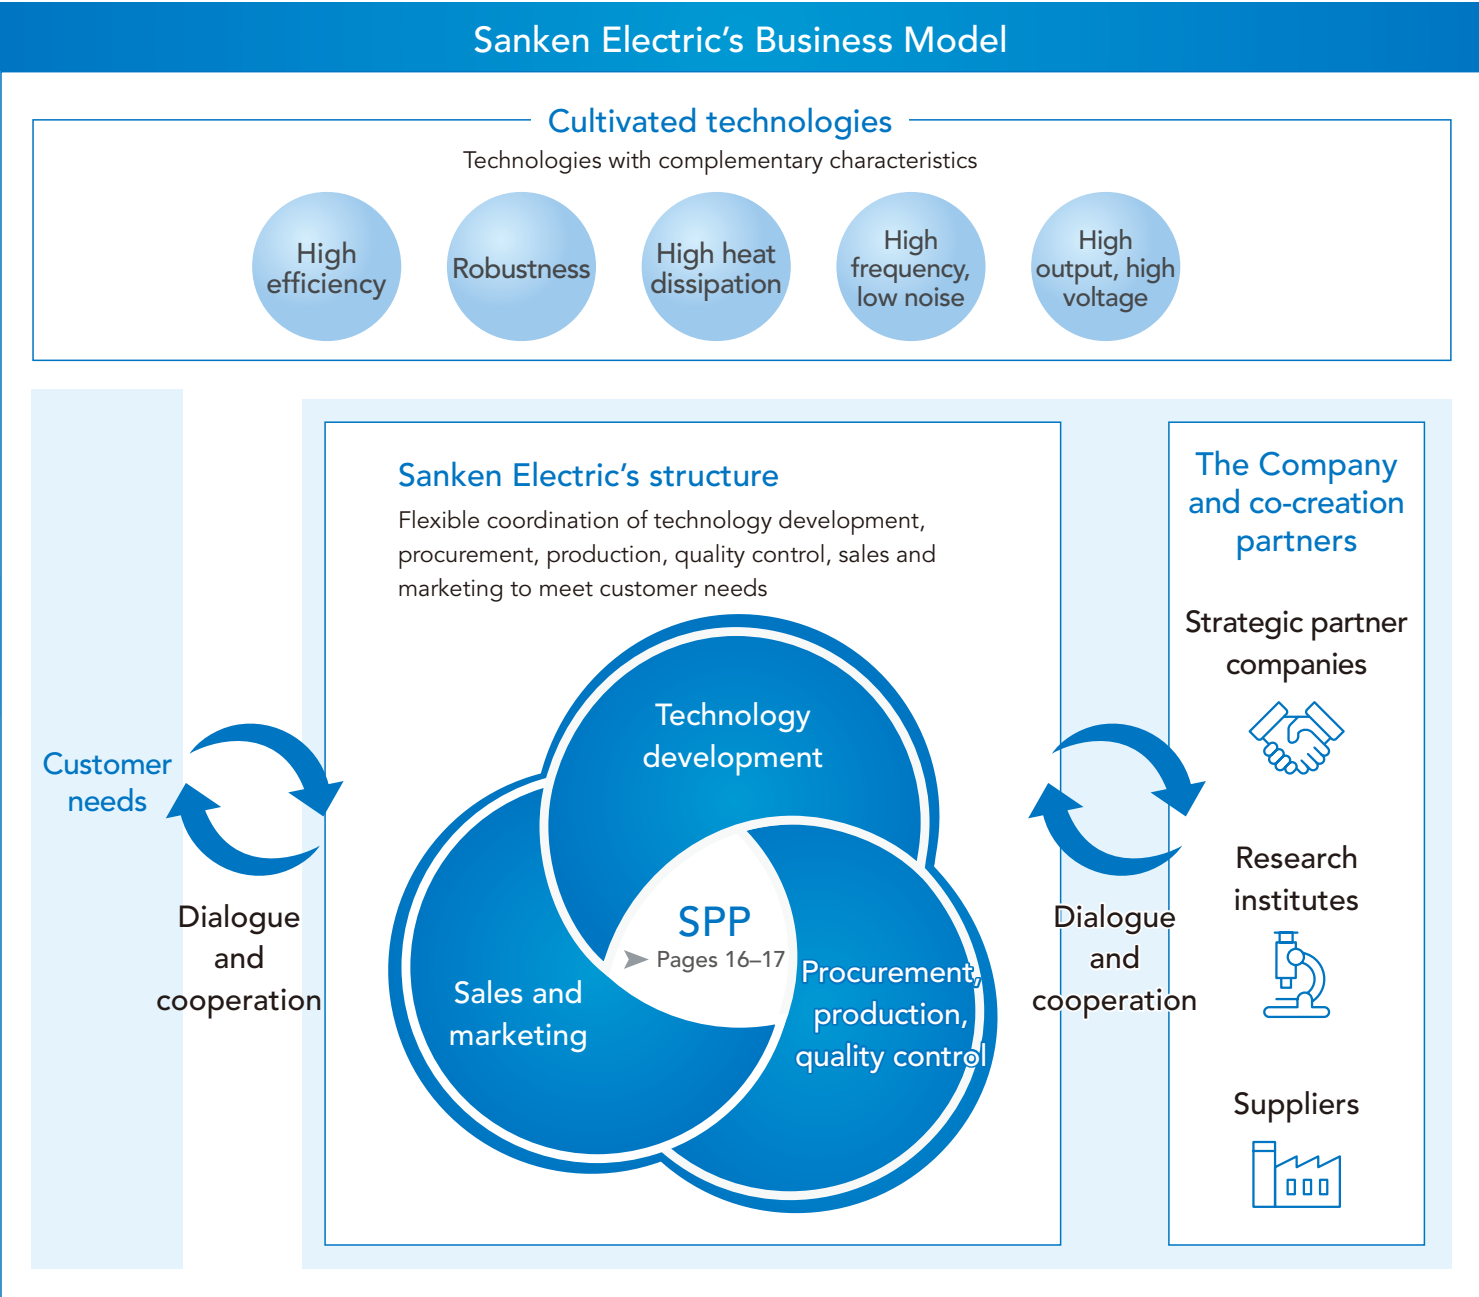 Sanken Electric’s Business Model
Cultivated technologies
Technologies with complementary characteristics
High
efficiency
Robustness
High heat
dissipation
High
frequency,
low noise
High
output, high
voltage
Customer
needs
Dialogue
and
cooperation
Sanken Electric’s structure
Flexible coordination of technology development,
procurement, production, quality control, sales and
marketing to meet customer needs
Technology
development
SPP
➤ Pages 16–17
Sales and
marketing
Procurement,
production,
quality control
Dialogue
and
cooperation
The Company
and co-creation
partners
Strategic partner
companies
Research
institutes
Suppliers